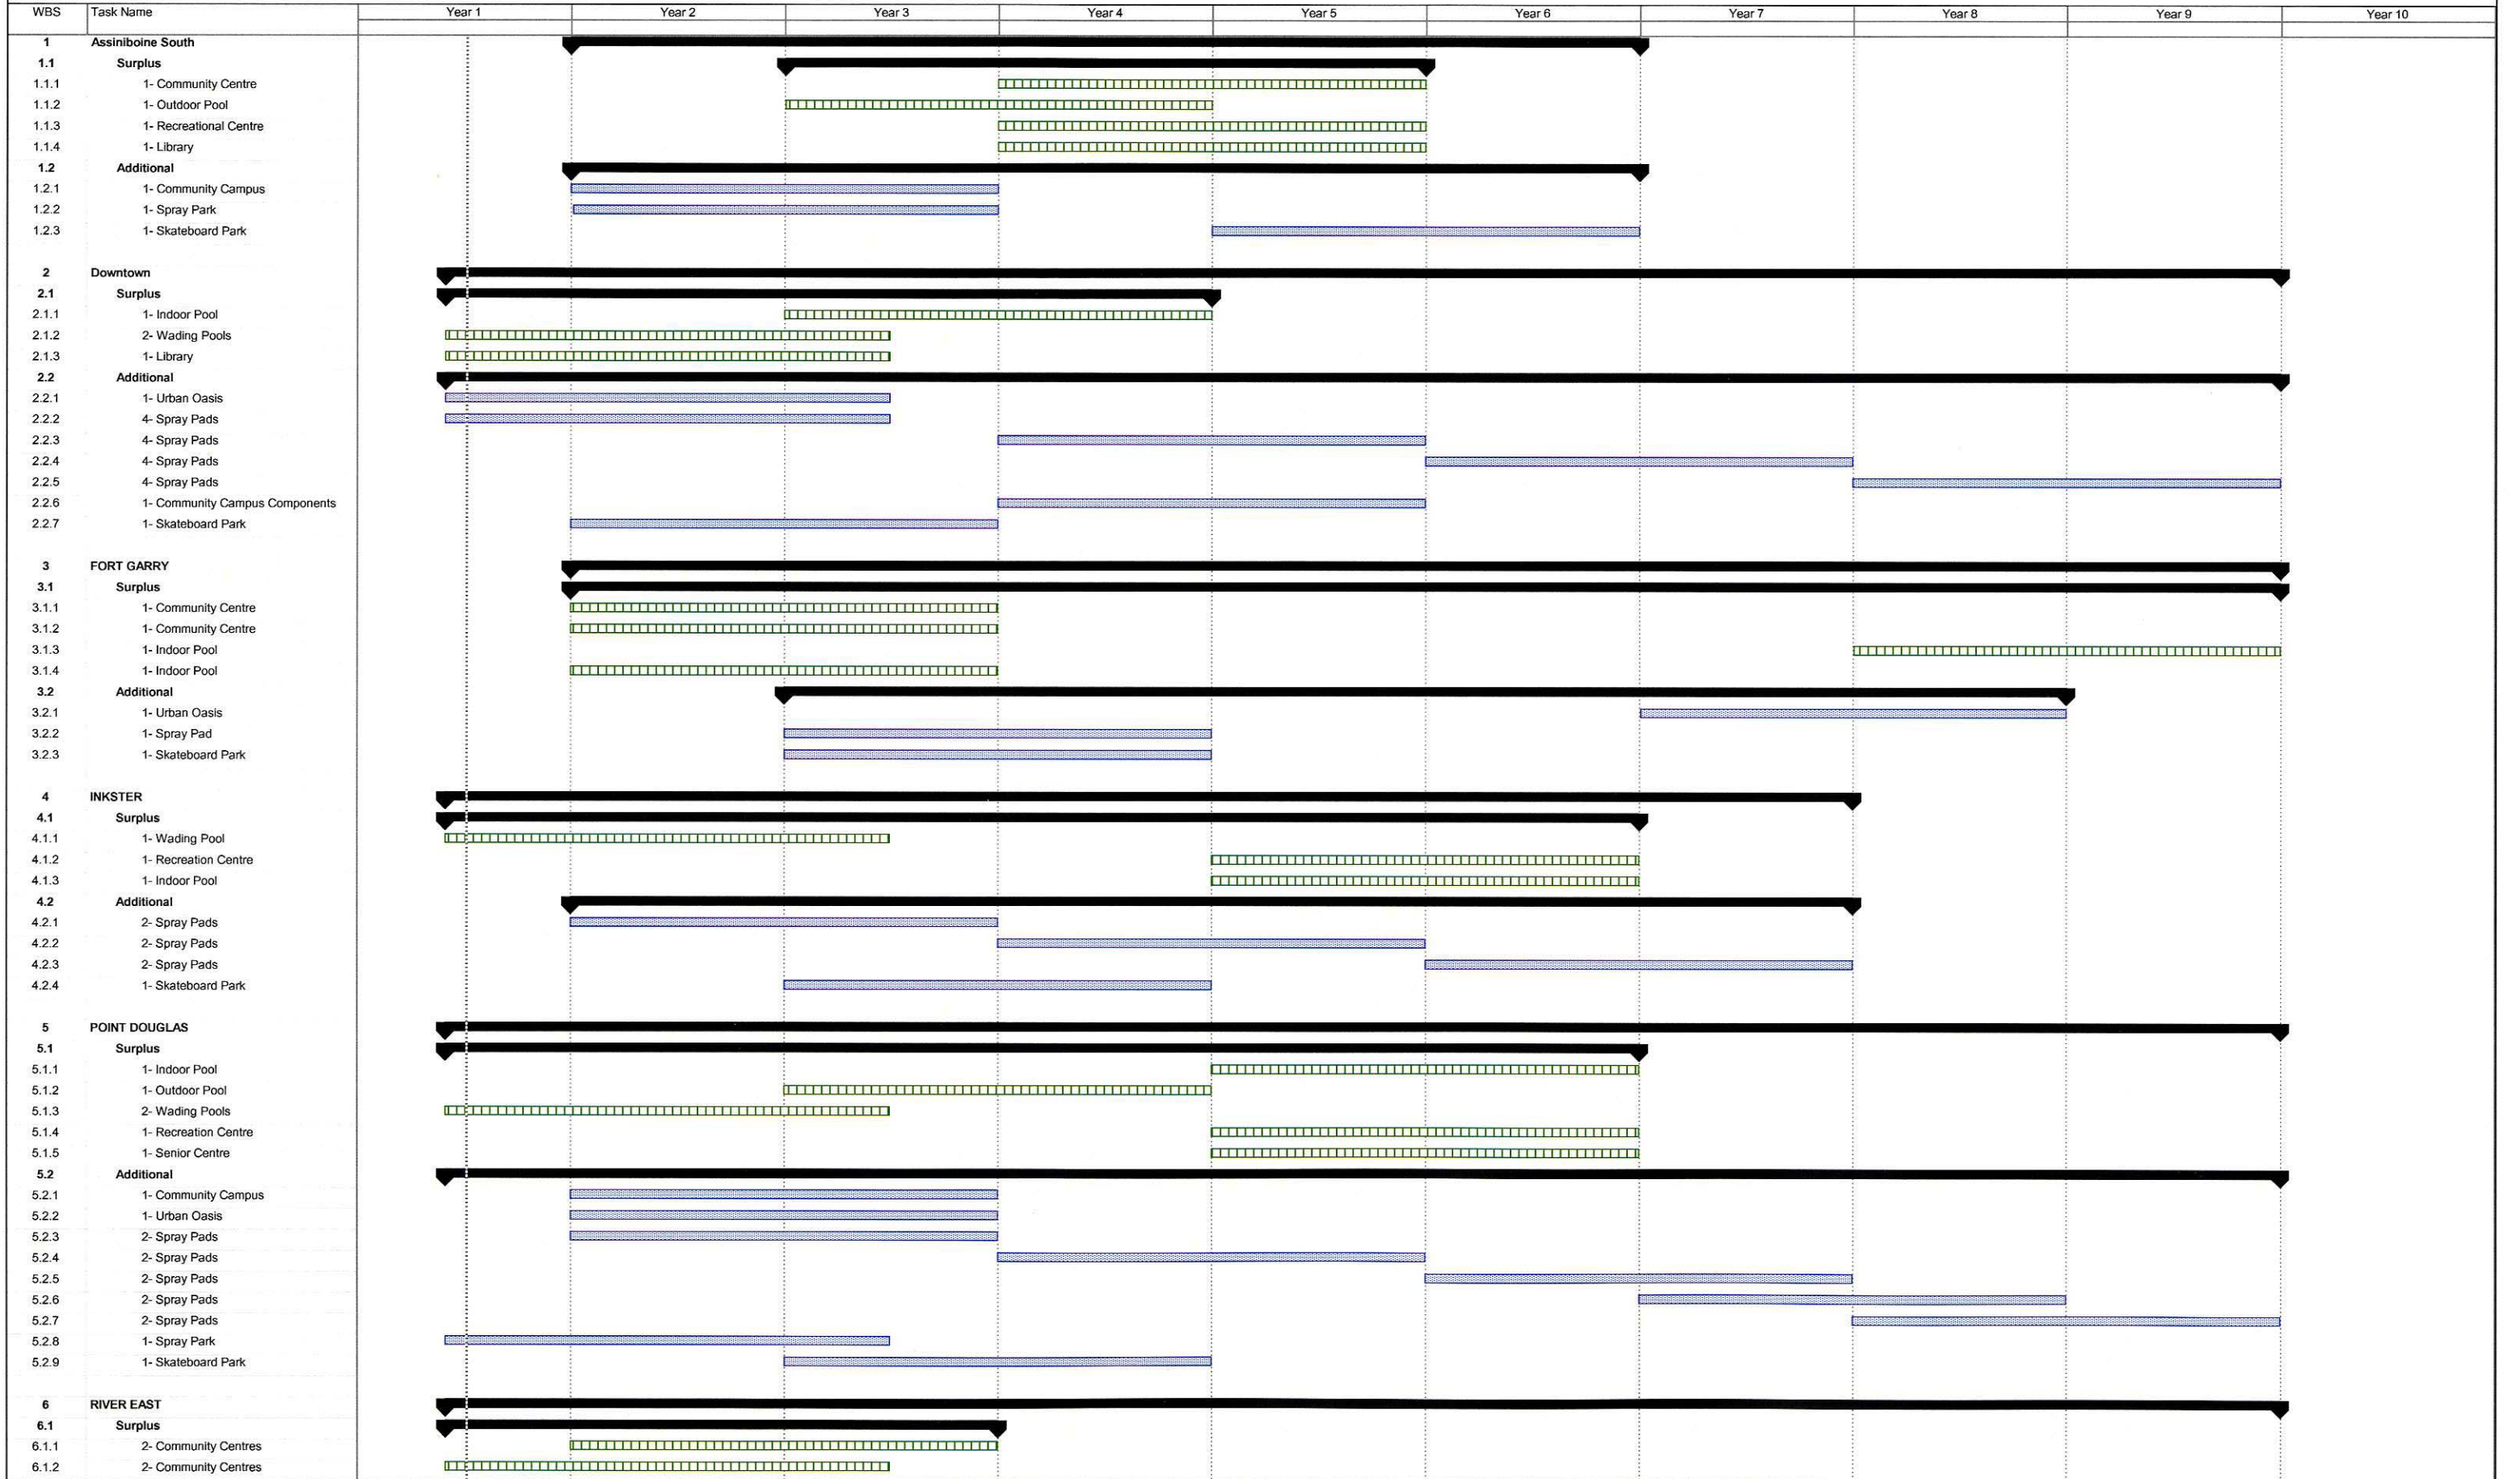 WBS Task Name Year 1 Year 2 Year 3 Year 4 Year 5 Year 6 Year 7 Year 8 Year 9 Year 10
1 Assiniboine South
1.1 Surplus
1.1.1 1- Community Centre
1.1.2 1- Outdoor Pool
1.1.3 1- Recreational Centre
1.1.4 1- Library
1.2 Additional
1.2.1 1- Community Campus
1.2.2 1- Spray Park
1.2.3 1- Skateboard Park
2 Downtown
2.1 Surplus
2.1.1 1- Indoor Pool
2.1.2 2- Wading Pools
2.1.3 1- Library
2.2 Additional
2.2.1 1- Urban Oasis
2.2.2 4- Spray Pads
2.2.3 4- Spray Pads
2.2.4 4- Spray Pads
2.2.5 4- Spray Pads
2.2.6 1- Community Campus Components
2.2.7 1- Skateboard Park
3 FORT GARRY
3.1 Surplus
3.1.1 1- Community Centre
3.1.2 1- Community Centre
3.1.3 1- Indoor Pool
3.1.4 1- Indoor Pool
3.2 Additional
3.2.1 1- Urban Oasis
3.2.2 1- Spray Pad
3.2.3 1- Skateboard Park
4 INKSTER
4.1 Surplus
4.1.1 1- Wading Pool
4.1.2 1- Recreation Centre
4.1.3 1- Indoor Pool
4.2 Additional
4.2.1 2- Spray Pads
4.2.2 2- Spray Pads
4.2.3 2- Spray Pads
4.2.4 1- Skateboard Park
5 POINT DOUGLAS
5.1 Surplus
5.1.1 1- Indoor Pool
5.1.2 1- Outdoor Pool
5.1.3 2- Wading Pools
5.1.4 1- Recreation Centre
5.1.5 1- Senior Centre
5.2 Additional
5.2.1 1- Community Campus
5.2.2 1- Urban Oasis
5.2.3 2- Spray Pads
5.2.4 2- Spray Pads
5.2.5 2- Spray Pads
5.2.6 2- Spray Pads
5.2.7 2- Spray Pads
5.2.8 1- Spray Park
5.2.9 1- Skateboard Park
6 RIVER EAST
6.1 Surplus
6.1.1 2- Community Centres
6.1.2 2- Community Centres